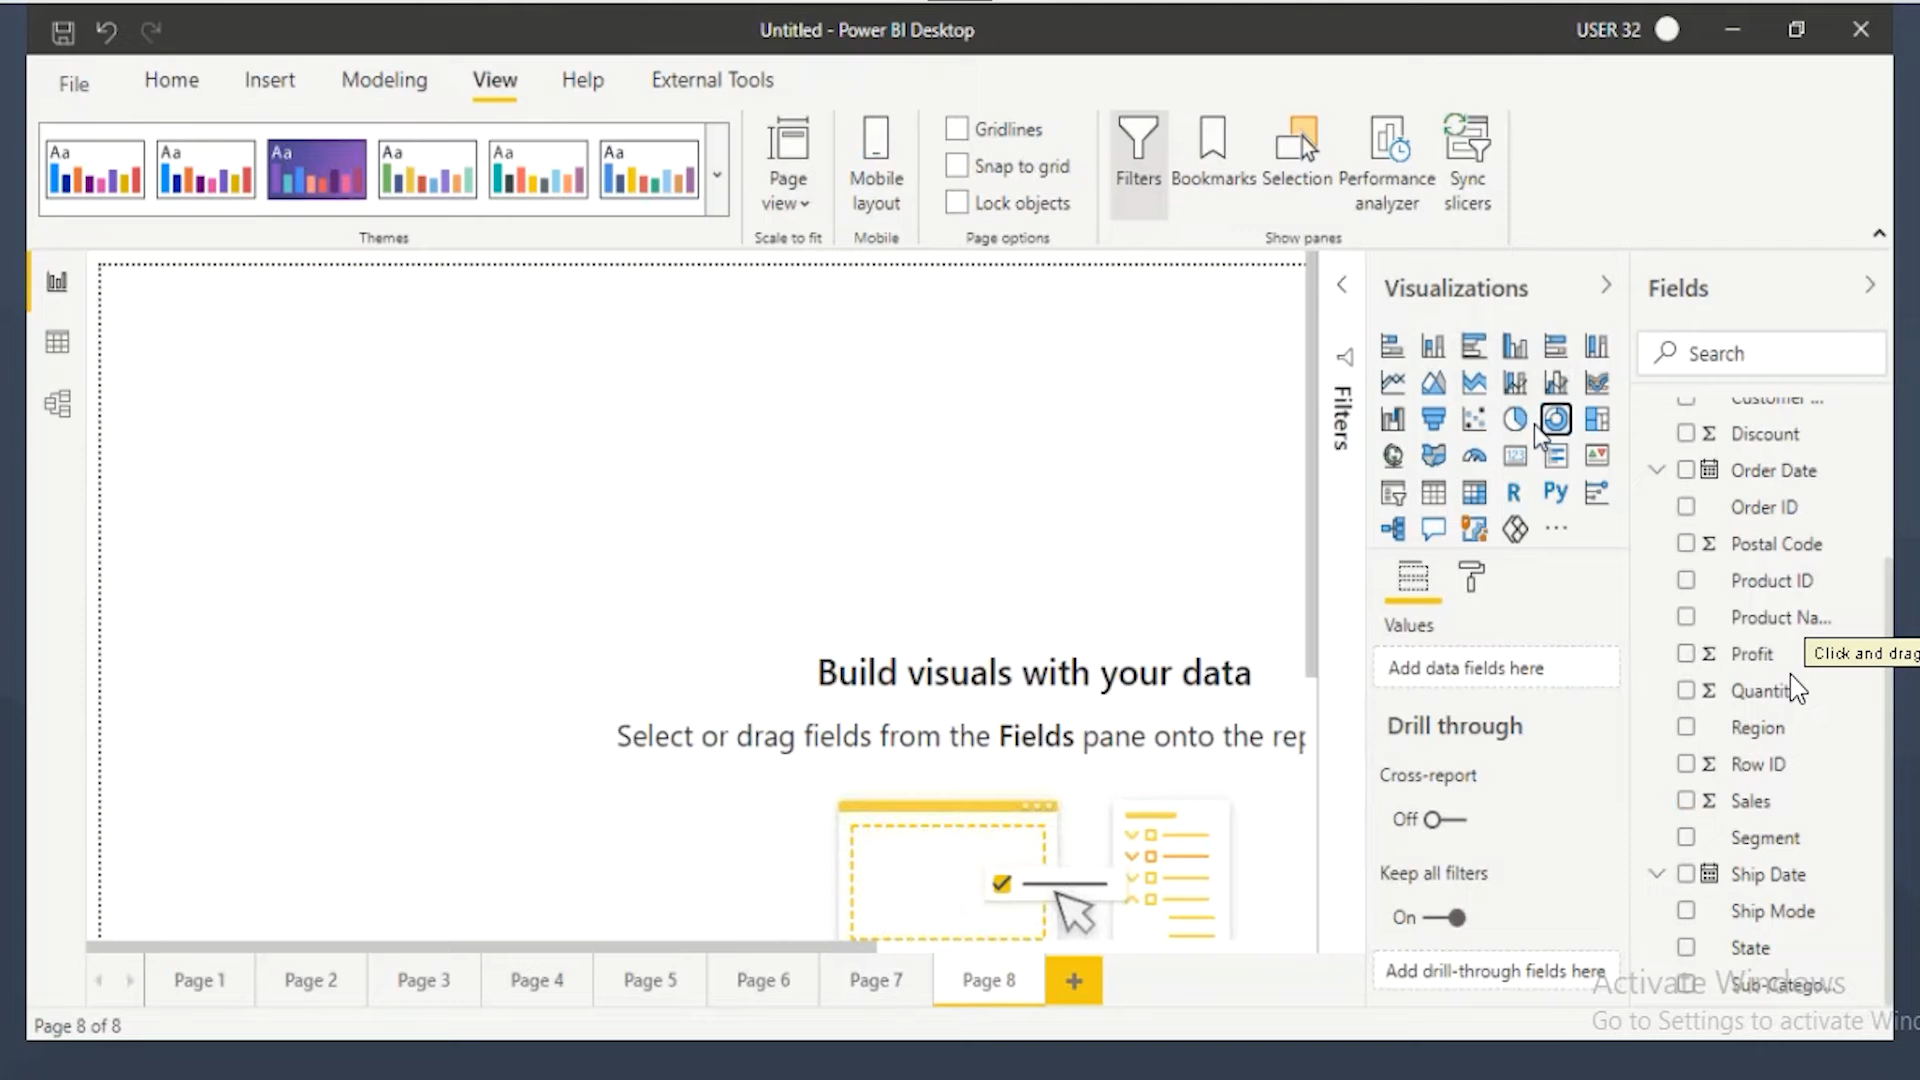 Untitled - Power BI Desktop
USER 32
File
Home
Insert
Modeling
View
Help
External Tools
Aa
Aa
Aa
Aa
Aa
Aa
Themes
Page
view
Scale to fit
Mobile
layout
Mobile
Gridlines
Snap to grid
Lock objects
Page options
Filters
Bookmarks
Selection
Performance
analyzer
Sync
slicers
Show panes
Build visuals with your data
Select or drag fields from the Fields pane onto the rep
Filters
Visualizations
123
R
Py
Values
Add data fields here
Drill through
Cross-report
Off
Keep all filters
On
Add drill-through fields here
Fields
Search
Customer ...
Σ Discount
Order Date
Order ID
Σ Postal Code
Product ID
Product Na...
Σ Profit
Click and drag
Σ Quantit
Region
Σ Row ID
Σ Sales
Segment
Ship Date
Ship Mode
State
Sub-Catego...
Activate Windows
Go to Settings to activate Wind
Page 1
Page 2
Page 3
Page 4
Page 5
Page 6
Page 7
Page 8
+
Page 8 of 8